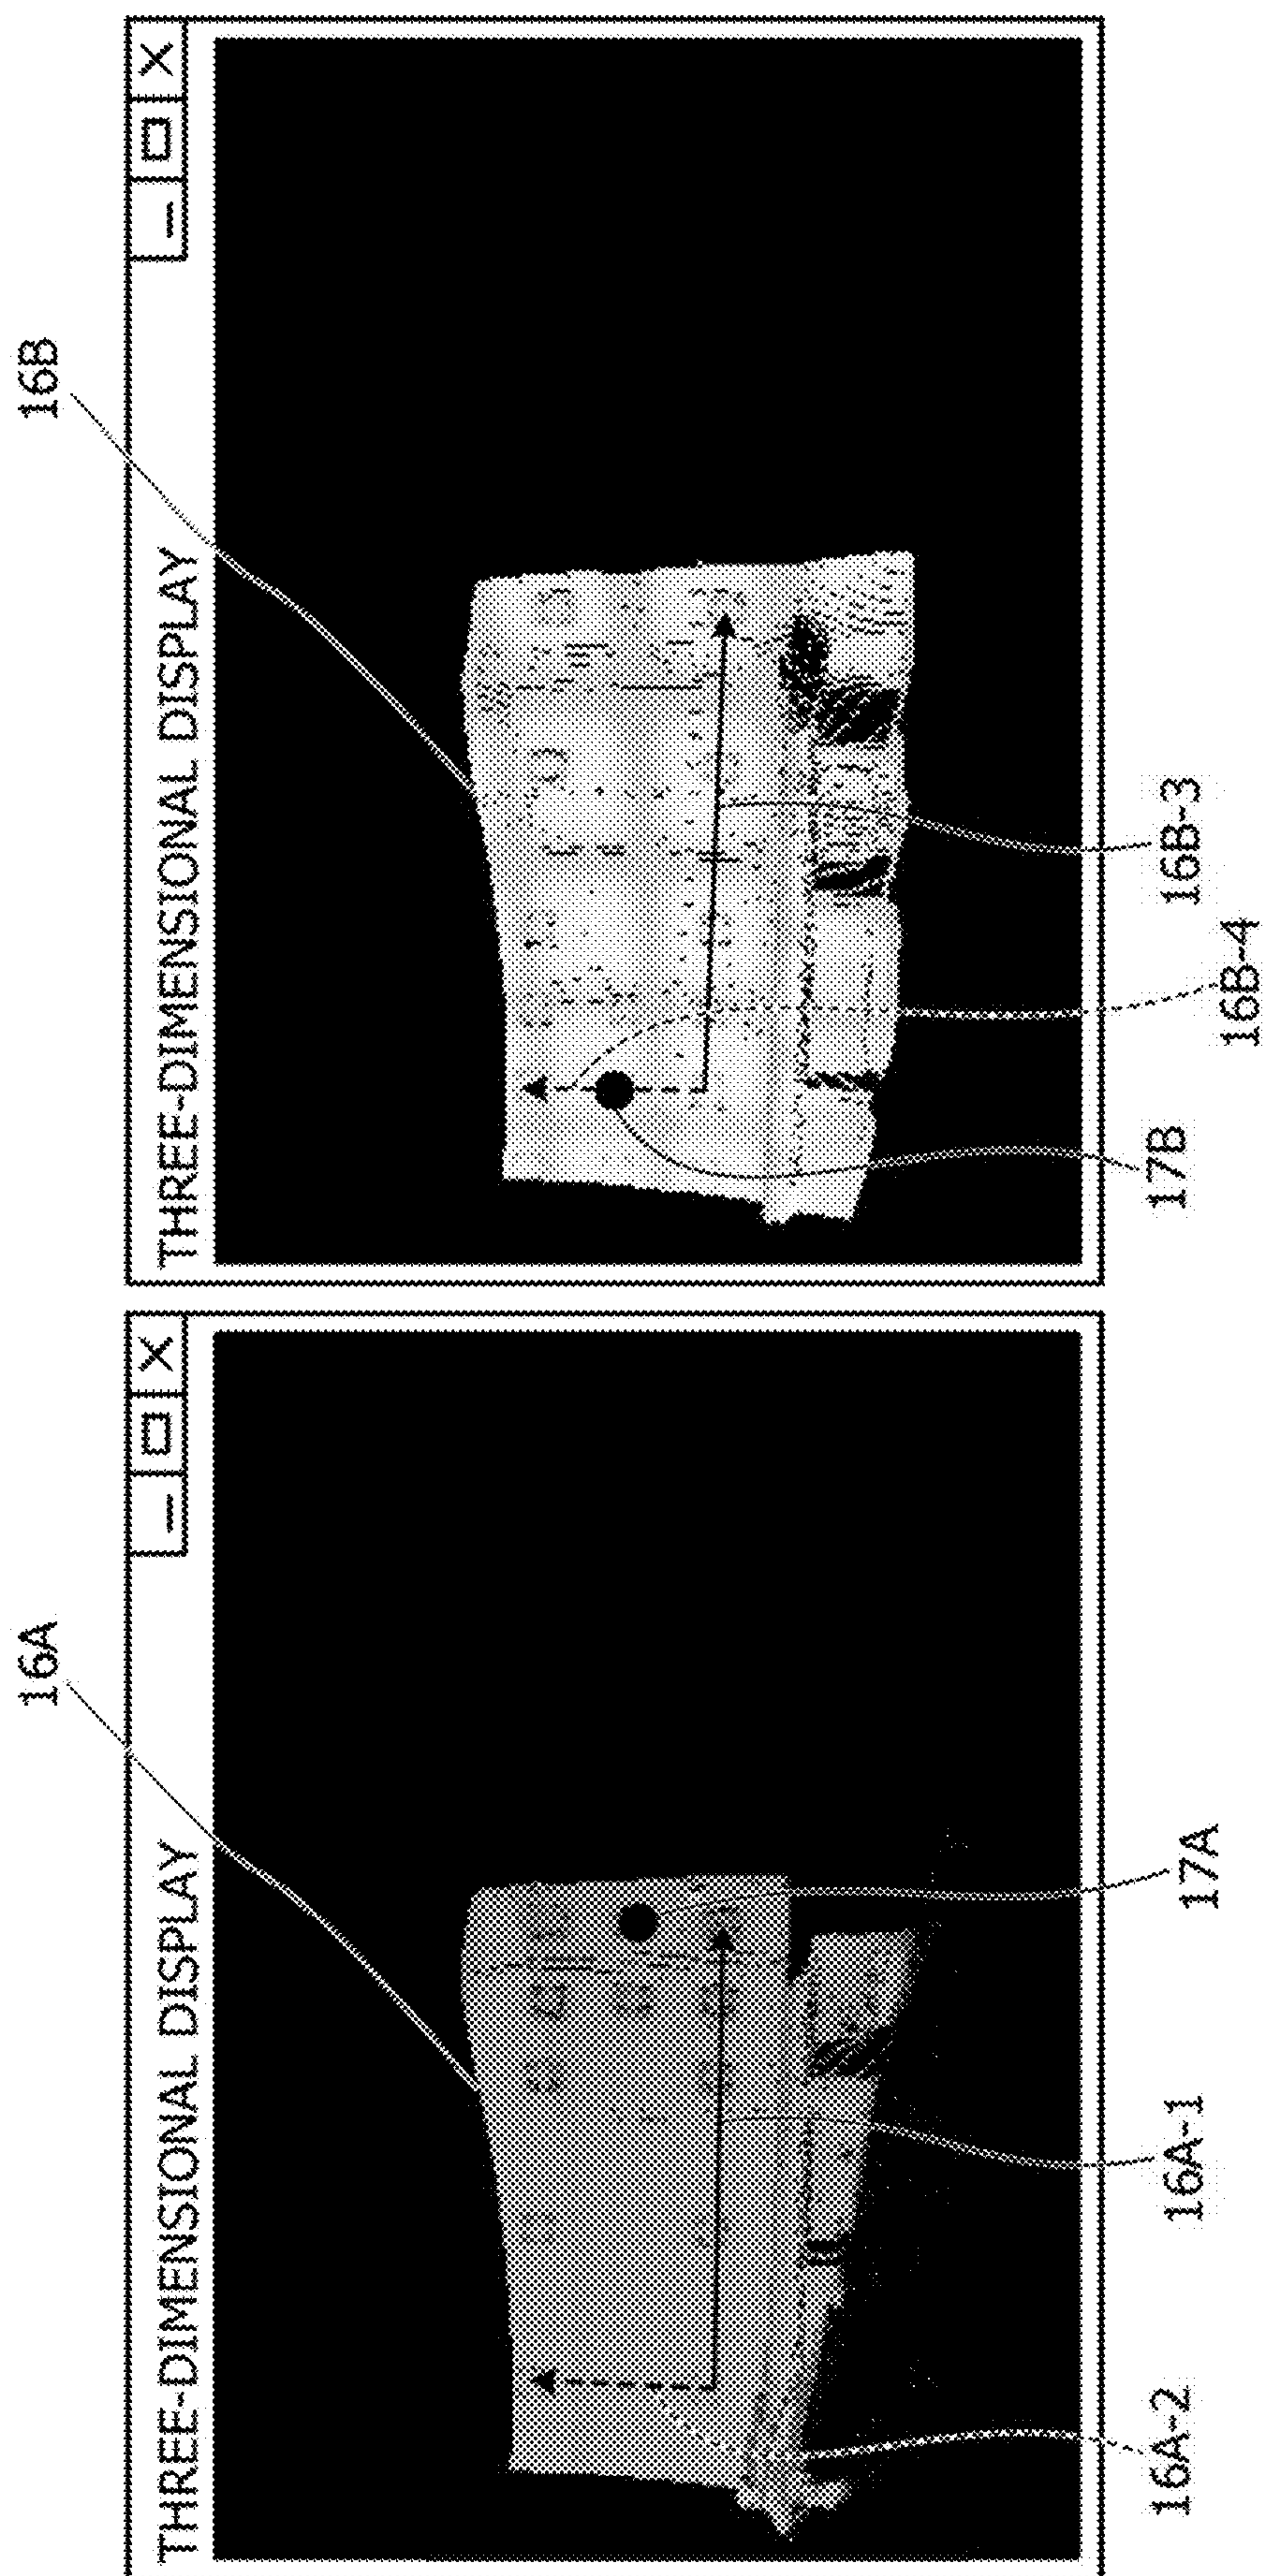 THREE-DIMENSIONAL DISPLAY
16A
17A
16A-1
16A-2
THREE-DIMENSIONAL DISPLAY
16B
16B-3
16B-4
17B